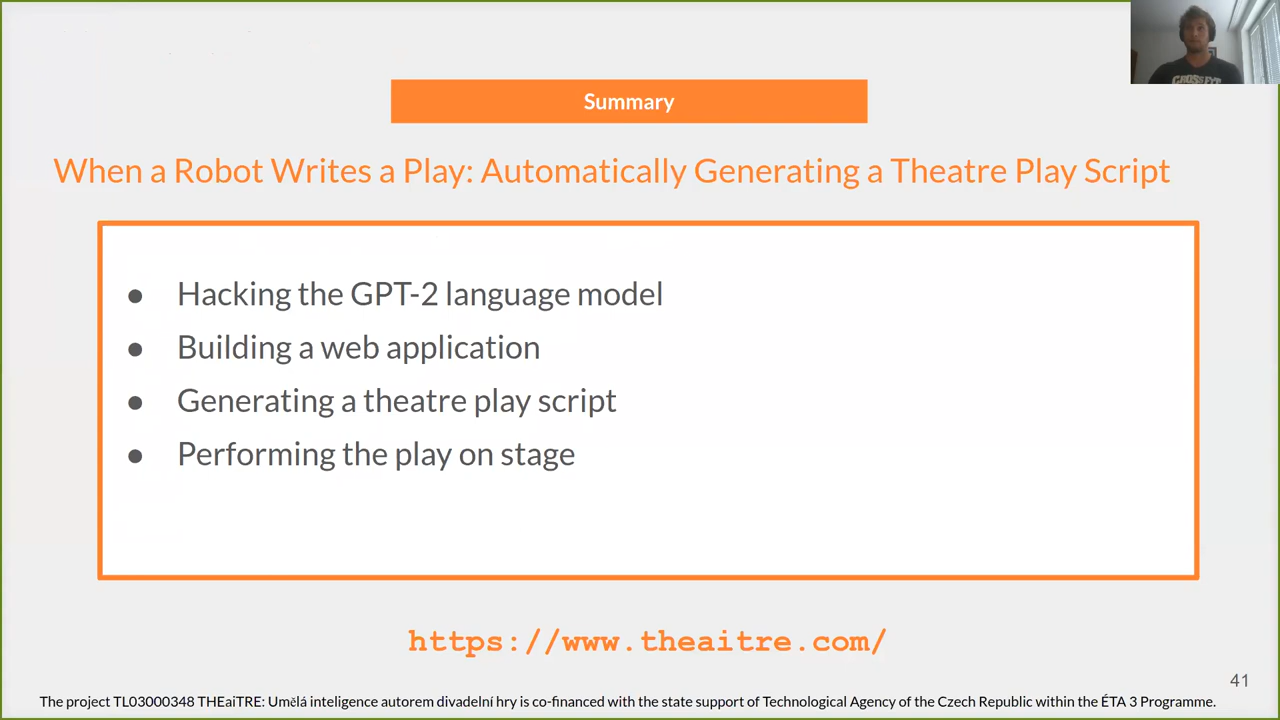 Summary
When a Robot Writes a Play: Automatically Generating a Theatre Play Script
● Hacking the GPT-2 language model
● Building a web application
● Generating a theatre play script
● Performing the play on stage
https://www.theaitre.com/
41
The project TL03000348 THEaiTRE: Umělá inteligence autorem divadelní hry is co-financed with the state support of Technological Agency of the Czech Republic within the ÉTA 3 Programme.